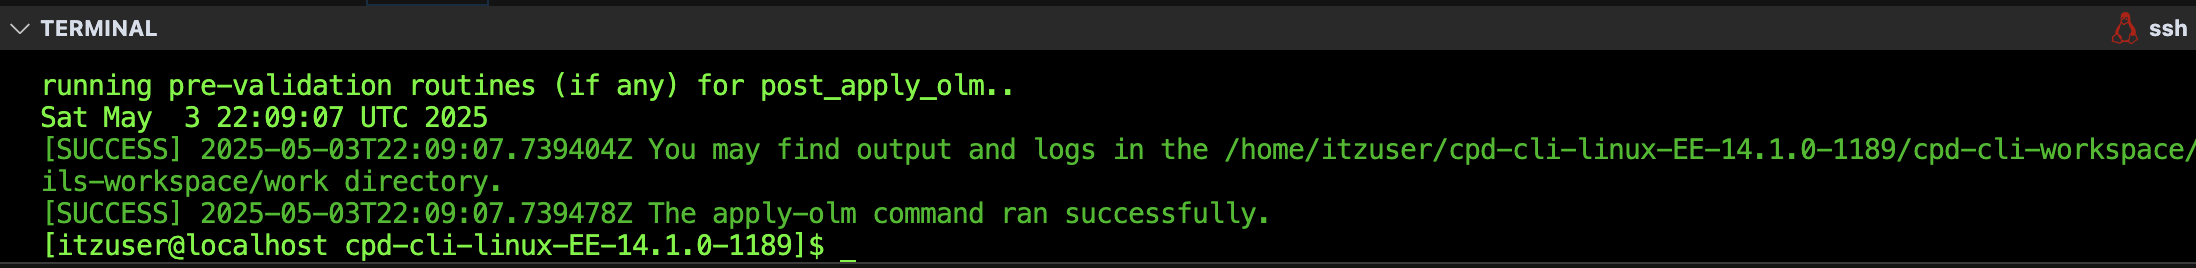 TERMINAL
ssh
running pre-validation routines (if any) for post_apply_olm..
Sat May  3 22:09:07 UTC 2025
[SUCCESS] 2025-05-03T22:09:07.739404Z You may find output and logs in the /home/itzuser/cpd-cli-linux-EE-14.1.0-1189/cpd-cli-workspace/
ils-workspace/work directory.
[SUCCESS] 2025-05-03T22:09:07.739478Z The apply-olm command ran successfully.
[itzuser@localhost cpd-cli-linux-EE-14.1.0-1189]$ _